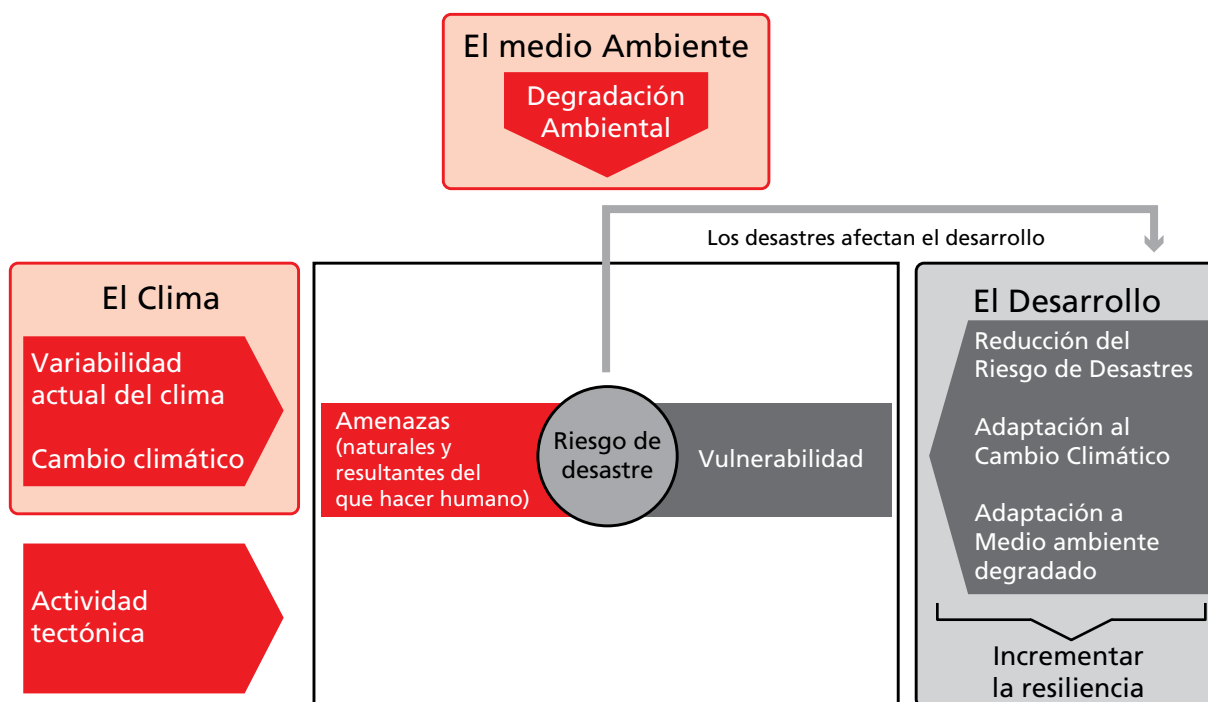 El medio Ambiente
Degradación
Ambiental
Los desastres afectan el desarrollo
El Clima
Variabilidad
actual del clima
Cambio climático
Actividad
tectónica
Amenazas
(naturales y
resultantes del
que hacer humano)
Riesgo de
desastre
Vulnerabilidad
El Desarrollo
Reducción del
Riesgo de Desastres
Adaptación al
Cambio Climático
Adaptación a
Medio ambiente
degradado
Incrementar
la resiliencia